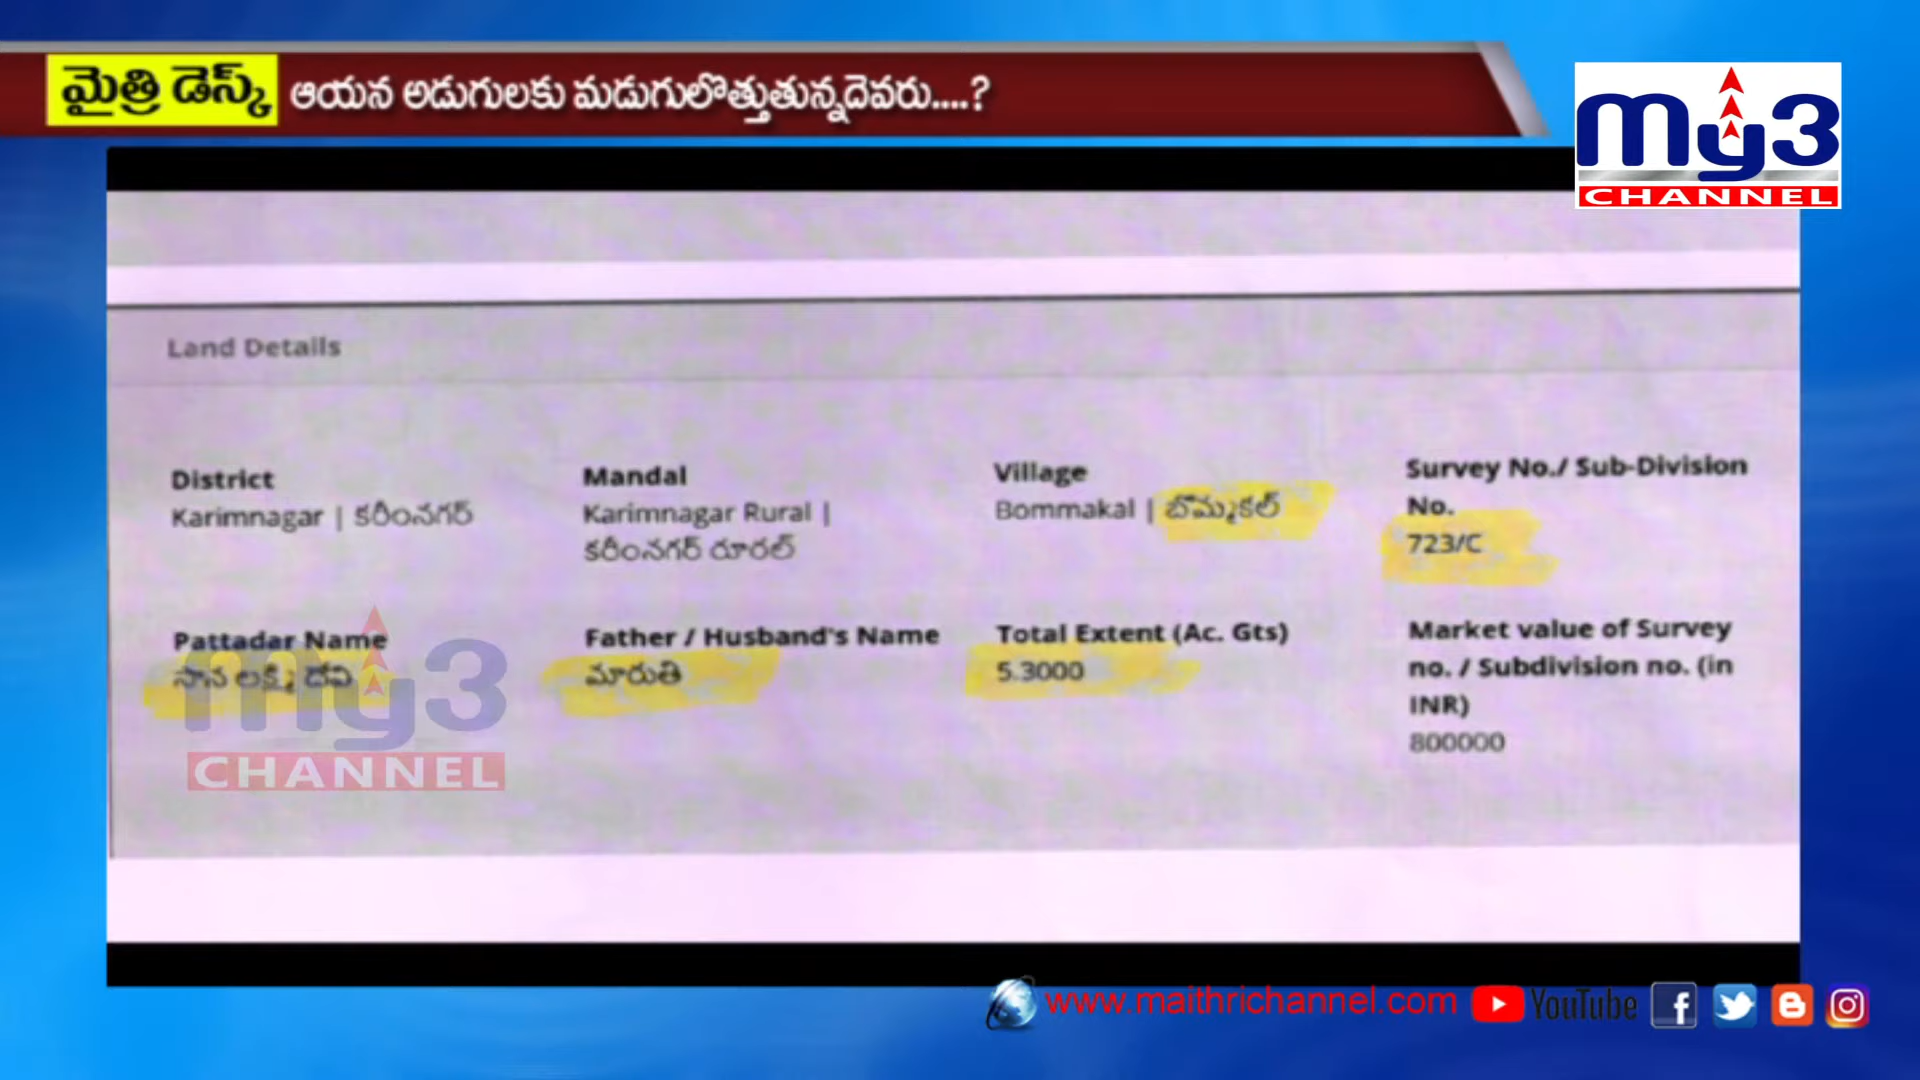 మైత్రి డెస్క్ ఆయన అడుగులకు మడుగులొత్తుతున్నదెవరు....?
my3
CHANNEL
Land Details
District
Karimnagar | కరీంనగర్
Mandal
Karimnagar Rural |
కరీంనగర్ రూరల్
Village
Bommakal | బొమ్మకల్
Survey No./ Sub-Division
No.
723/C
Pattadar Name
సాన లక్ష్మి దేవి
Father / Husband's Name
మారుతి
Total Extent (Ac. Gts)
5.3000
Market value of Survey
no. / Subdivision no. (in
INR)
800000
my3
CHANNEL
www.maithrichannel.com YouTube